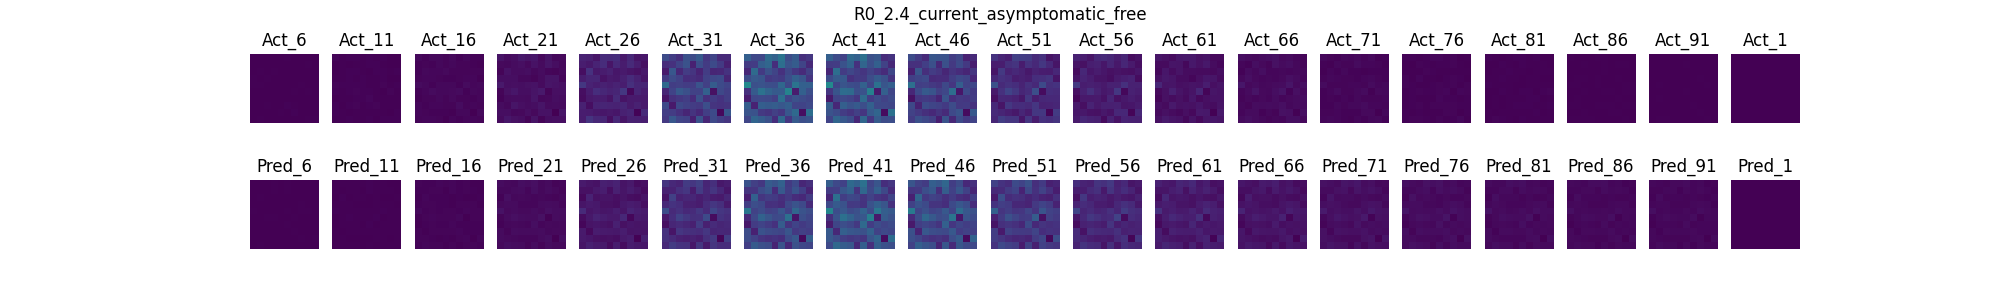 R0_2.4_current_asymptomatic_free
Act_6 Act_11 Act_16 Act_21 Act_26 Act_31 Act_36 Act_41 Act_46 Act_51 Act_56 Act_61 Act_66 Act_71 Act_76 Act_81 Act_86 Act_91 Act_1
Pred_6 Pred_11 Pred_16 Pred_21 Pred_26 Pred_31 Pred_36 Pred_41 Pred_46 Pred_51 Pred_56 Pred_61 Pred_66 Pred_71 Pred_76 Pred_81 Pred_86 Pred_91 Pred_1